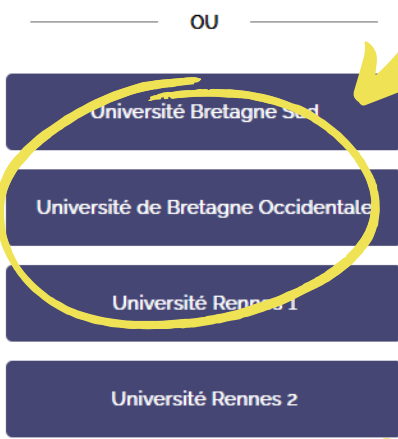 OU
Université Bretagne Sud
Université de Bretagne Occidentale
Université Rennes 1
Université Rennes 2